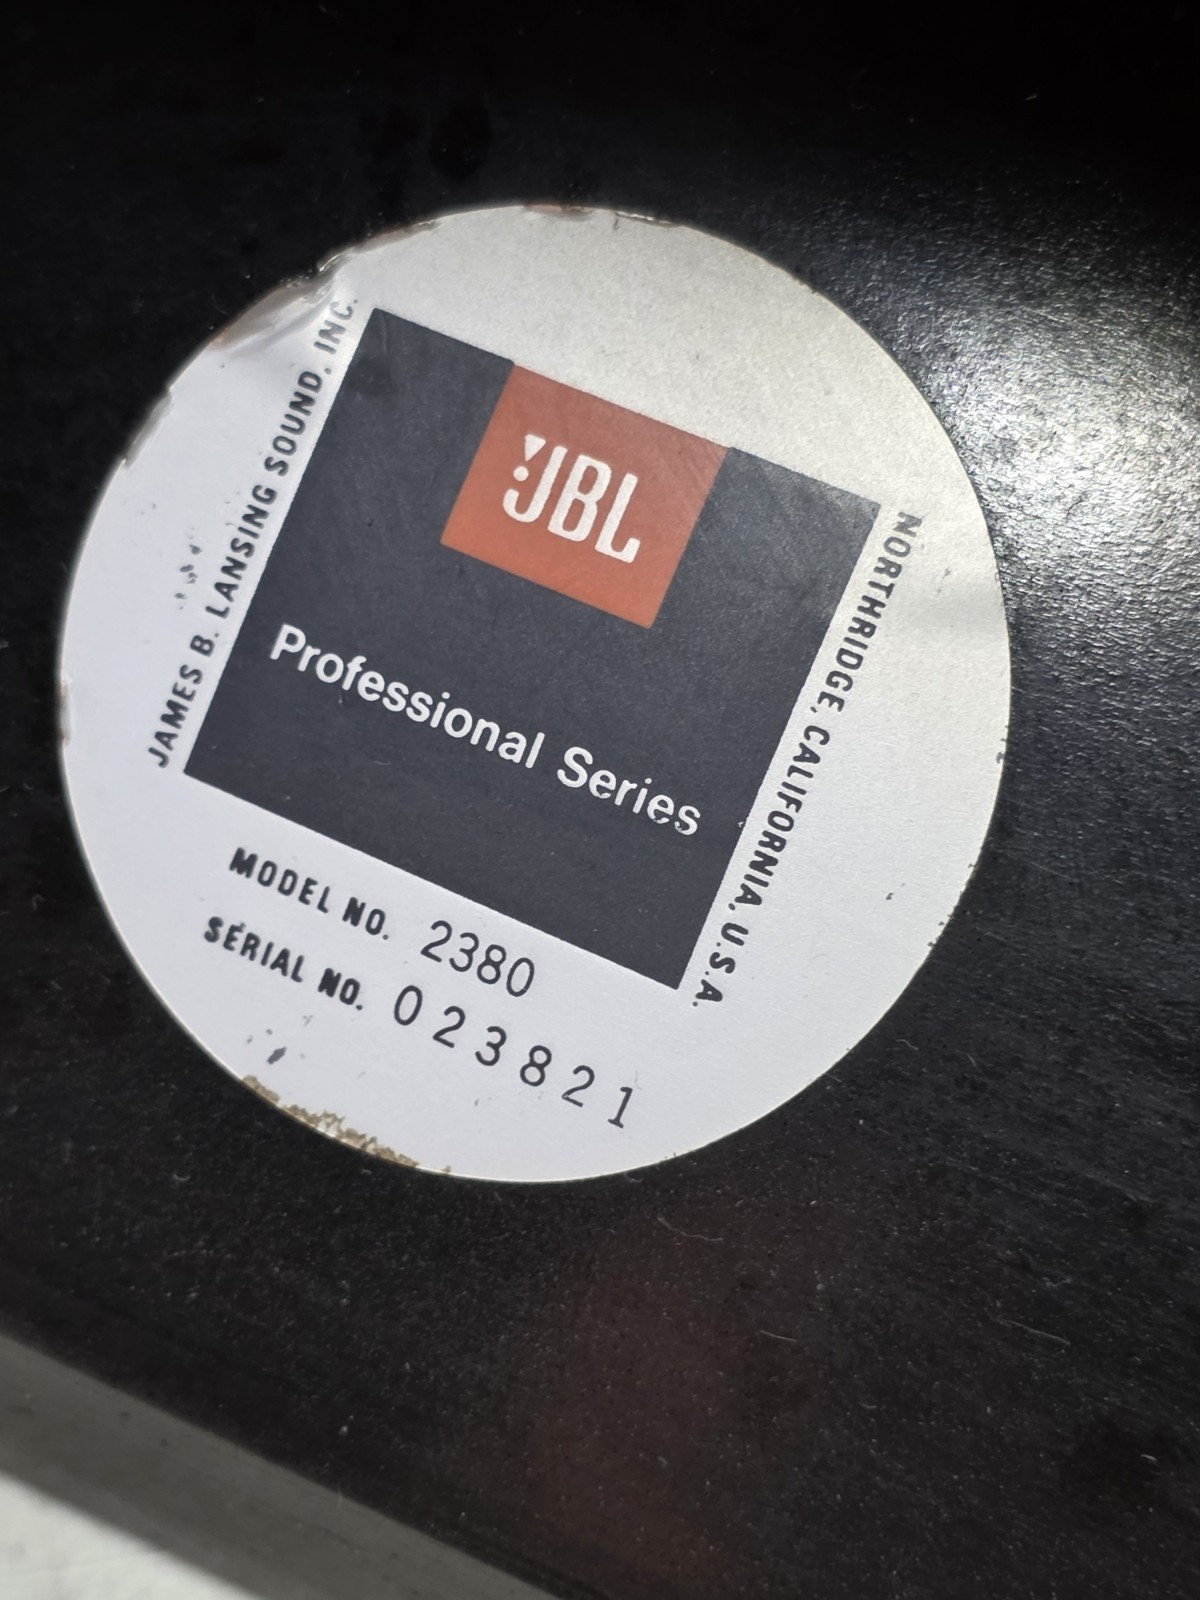 JAMES B. LANSING SOUND, INC.
JBL
Professional Series
NORTHRIDGE, CALIFORNIA, U.S.A.
MODEL NO. 2380
SERIAL NO. 023821